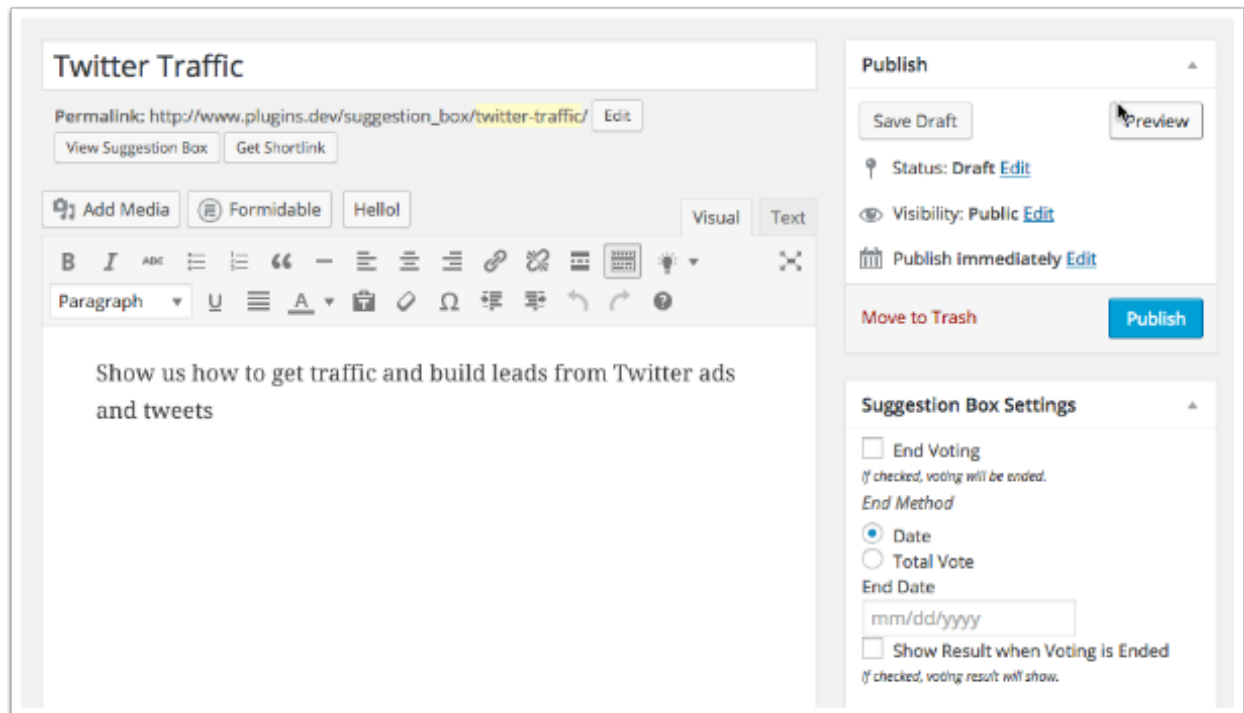 Twitter Traffic
Permalink: http://www.plugins.dev/suggestion_box/twitter-traffic/ Edit
View Suggestion Box Get Shortlink
Add Media Formidable Hello!
Visual Text
B I ABC
Paragraph U A Ω
Show us how to get traffic and build leads from Twitter ads
and tweets
Publish
Save Draft Preview
Status: Draft Edit
Visibility: Public Edit
Publish immediately Edit
Move to Trash Publish
Suggestion Box Settings
End Voting
If checked, voting will be ended.
End Method
Date
Total Vote
End Date
mm/dd/yyyy
Show Result when Voting is Ended
If checked, voting result will show.